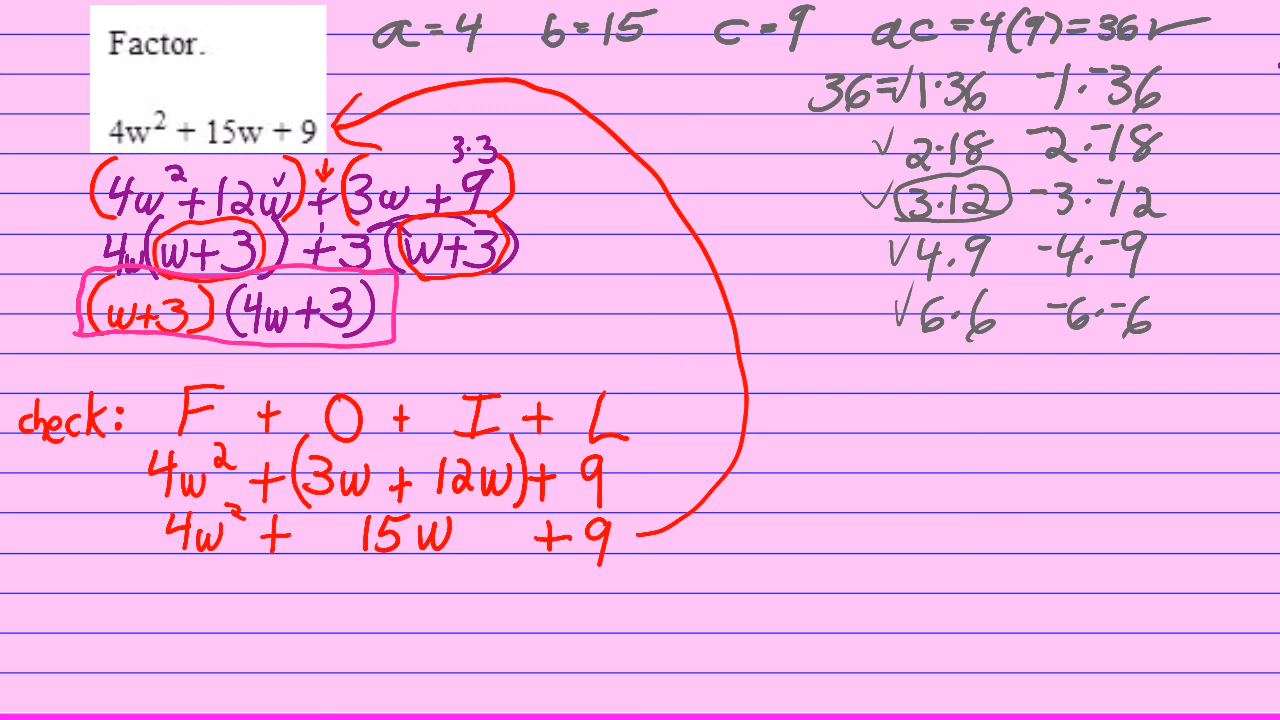 Factor.
4w² + 15w + 9
a = 4 b = 15 c = 9 ac = 4(9) = 36 ✓
36 = ✓ 1·36 ⁻1·⁻36
✓ 2·18 ⁻2·⁻18
✓ 3·12 ⁻3·⁻12
✓ 4·9 -4·⁻9
✓ 6·6 ⁻6·⁻6
3·3
(4w² + 12w) + (3w + 9)
4w(w+3) + 3(w+3)
(w+3)(4w+3)
check: F + O + I + L
4w² + (3w + 12w) + 9
4w² + 15w + 9